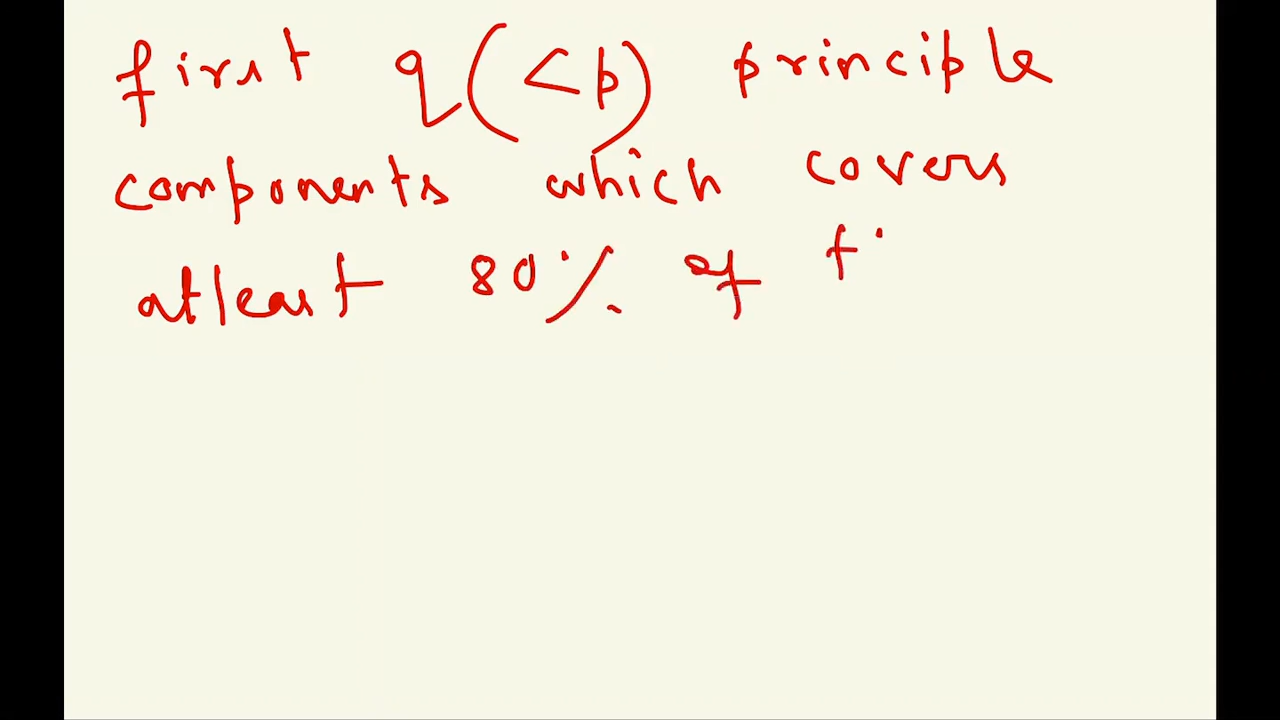 first q (<p) principle
components which covers
atleast 80% of